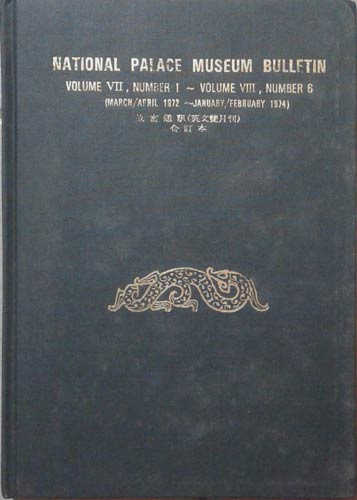 NATIONAL PALACE MUSEUM BULLETIN
VOLUME VII, NUMBER 1 ~ VOLUME VIII, NUMBER 6
(MARCH/APRIL 1972 ~JANUARY/FEBRUARY 1974)
故宮通訊(英文雙月刊)
合訂本